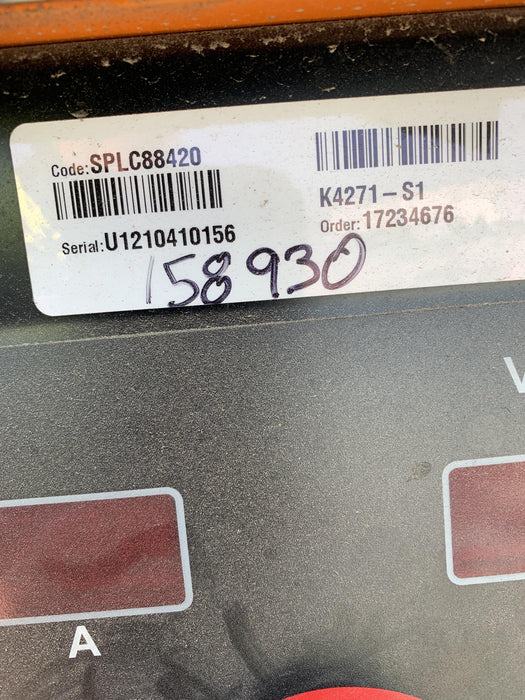 Code:SPLC88420
K4271-S1
Order:17234676
Serial:U1210410156
158930
V
A